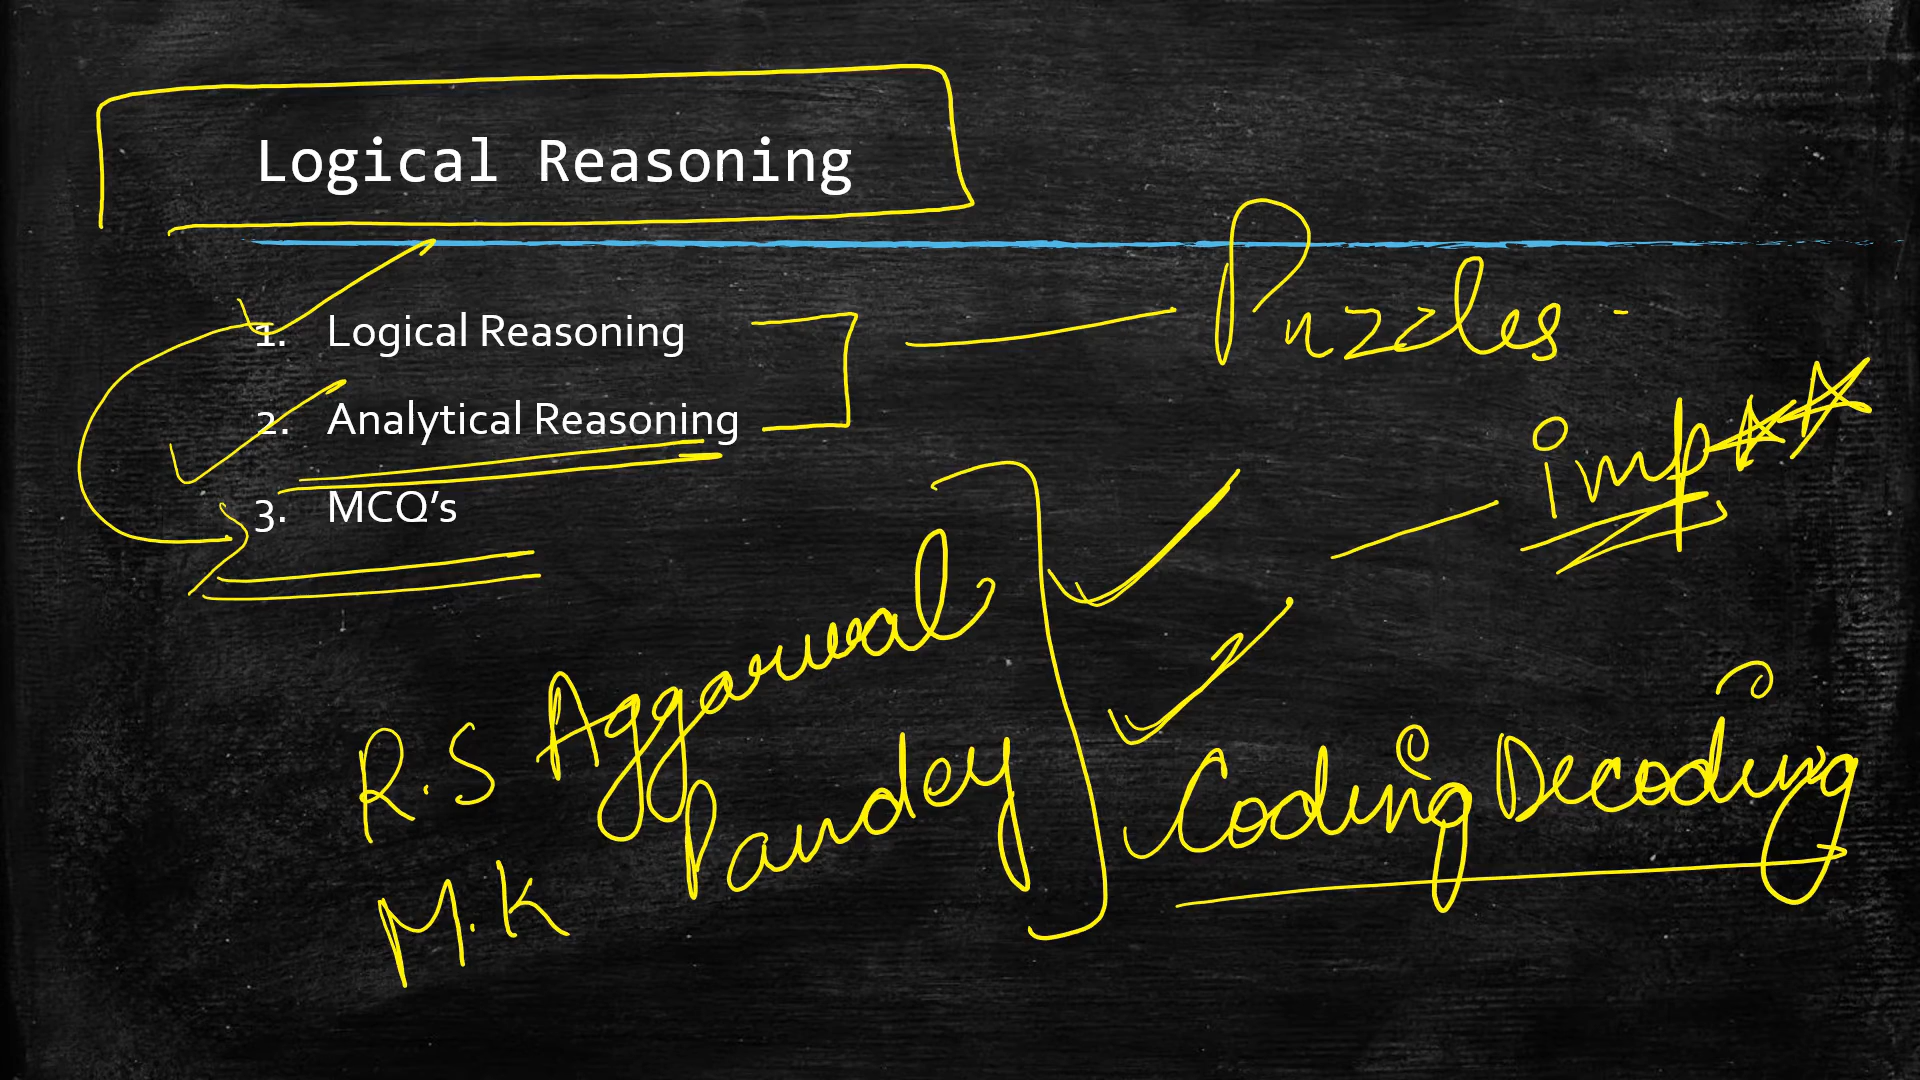 Logical Reasoning
1. Logical Reasoning
Puzzles
2. Analytical Reasoning
imp
3. MCQ’s
R.S Aggarwal
M.K Pandey
Coding Decoding